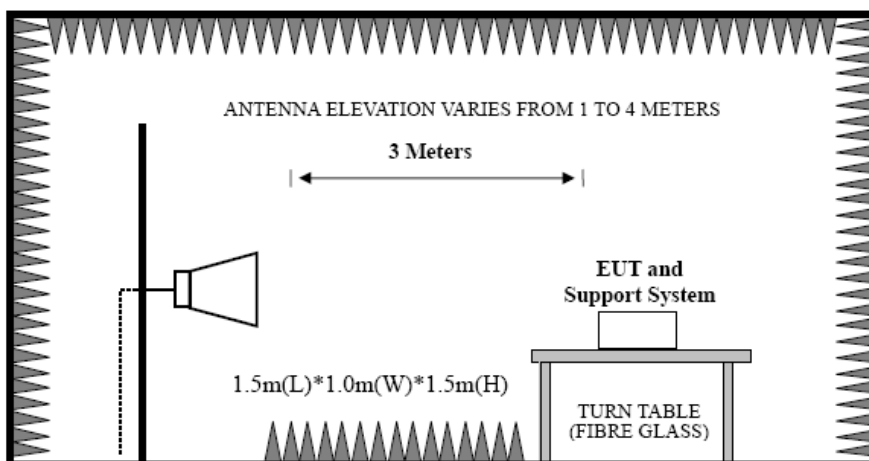 ANTENNA ELEVATION VARIES FROM 1 TO 4 METERS
3 Meters
EUT and
Support System
1.5m(L)*1.0m(W)*1.5m(H)
TURN TABLE
(FIBRE GLASS)